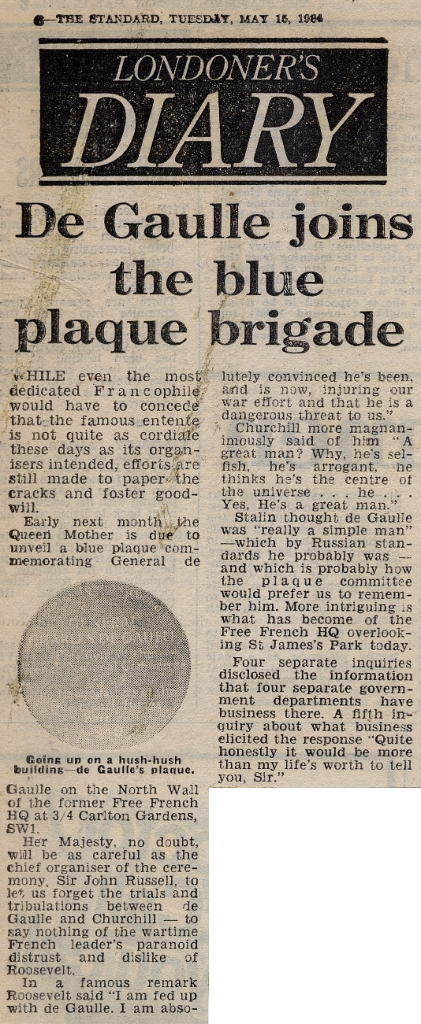 6—THE STANDARD, TUESDAY, MAY 15, 1984
LONDONER'S
DIARY
De Gaulle joins
the blue
plaque brigade
WHILE even the most
dedicated Francophile
would have to concede
that the famous entente
is not quite as cordiale
these days as its organ-
isers intended, efforts are
still made to paper the
cracks and foster good-
will.
Early next month the
Queen Mother is due to
unveil a blue plaque com-
memorating General de
Going up on a hush-hush
building—de Gaulle's plaque.
Gaulle on the North Wall
of the former Free French
HQ at 3/4 Carlton Gardens,
SW1.
Her Majesty, no doubt,
will be as careful as the
chief organiser of the cere-
mony, Sir John Russell, to
let us forget the trials and
tribulations between de
Gaulle and Churchill — to
say nothing of the wartime
French leader's paranoid
distrust and dislike of
Roosevelt.
In a famous remark
Roosevelt said "I am fed up
with de Gaulle. I am abso-
lutely convinced he's been,
and is now, injuring our
war effort and that he is a
dangerous threat to us."
Churchill more magnan-
imously said of him "A
great man? Why, he's sel-
fish, he's arrogant, he
thinks he's the centre of
the universe . . . he . . .
Yes, He's a great man."
Stalin thought de Gaulle
was "really a simple man"
—which by Russian stan-
dards he probably was —
and which is probably how
the plaque committee
would prefer us to remem-
ber him. More intriguing is
what has become of the
Free French HQ overlook-
ing St James's Park today.
Four separate inquiries
disclosed the information
that four separate govern-
ment departments have
business there. A fifth in-
quiry about what business
elicited the response "Quite
honestly it would be more
than my life's worth to tell
you, Sir."